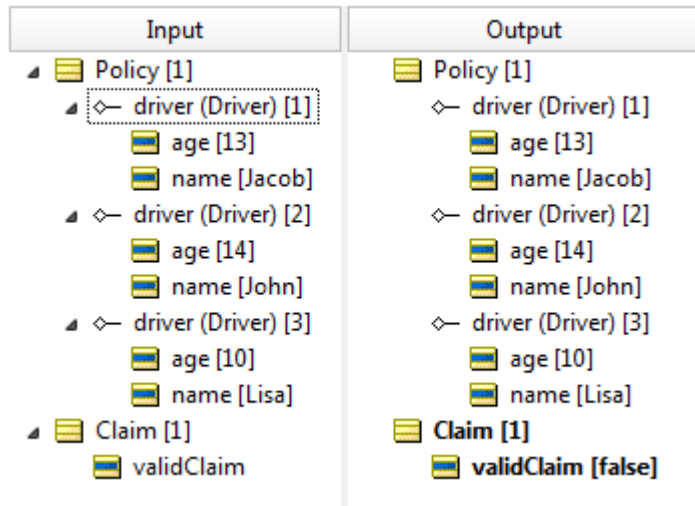 Input Output
Policy [1] Policy [1]
driver (Driver) [1] driver (Driver) [1]
age [13] age [13]
name [Jacob] name [Jacob]
driver (Driver) [2] driver (Driver) [2]
age [14] age [14]
name [John] name [John]
driver (Driver) [3] driver (Driver) [3]
age [10] age [10]
name [Lisa] name [Lisa]
Claim [1] Claim [1]
validClaim validClaim [false]